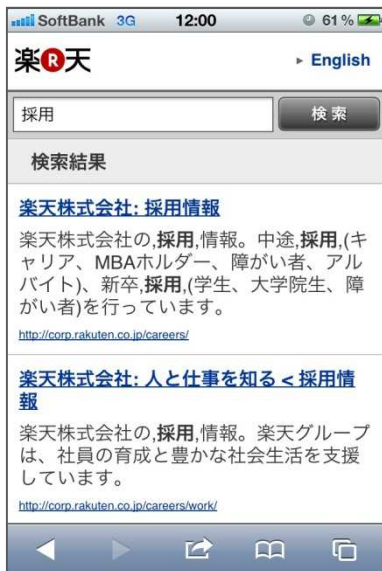 SoftBank 3G 12:00 61%
楽R天
English
採用
検索
検索結果
楽天株式会社: 採用情報
楽天株式会社の,採用,情報。中途,採用,(キ
ャリア、MBAホルダー、障がい者、アル
バイト)、新卒,採用,(学生、大学院生、障
がい者)を行っています。
http://corp.rakuten.co.jp/careers/
楽天株式会社: 人と仕事を知る < 採用情
報
楽天株式会社の,採用,情報。楽天グループ
は、社員の育成と豊かな社会生活を支援
しています。
http://corp.rakuten.co.jp/careers/work/